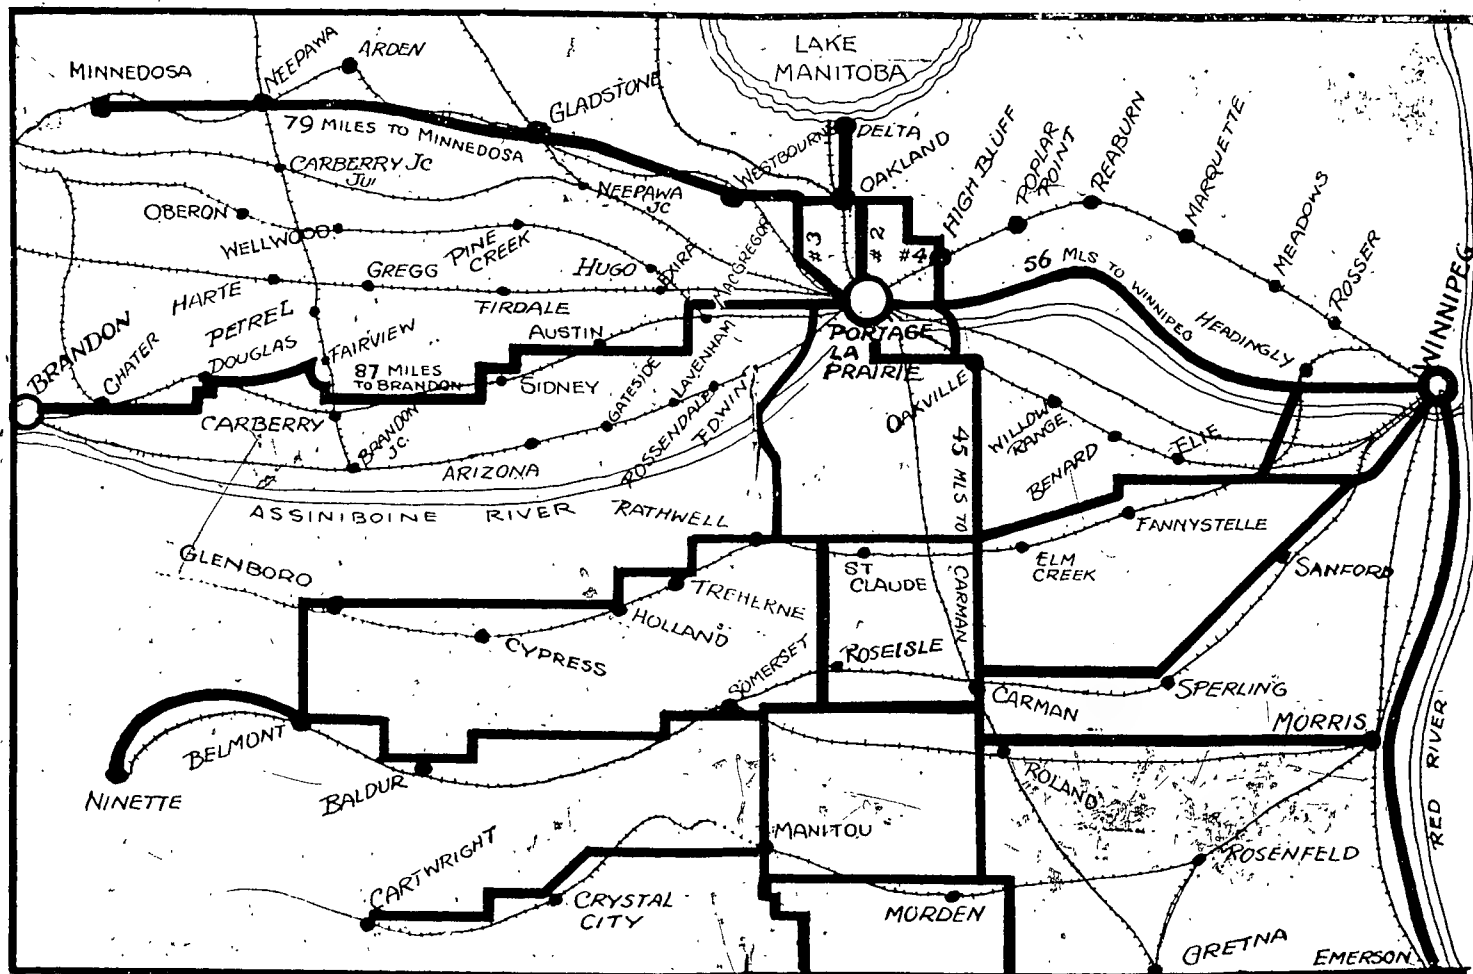 LAKE
MANITOBA
MINNEDOSA
NEEPAWA
ARDEN
GLADSTONE
79 MILES TO MINNEDOSA
WESTBOURNE
DELTA
OAKLAND
HIGH BLUFF
POPLAR
POINT
REABURN
MARQUETTE
MEADOWS
ROSSER
CARBERRY JC
NEEPAWA
JC
OBERON
WELLWOOD
PINE
CREEK
HUGO
EXIRA
MACGREGOR
#3
#2
#4
56 MLS TO WINNIPEG
HEADINGLY
WINNIPEG
HARTE
GREGG
FIRDALE
PETREL
AUSTIN
BRANDON
CHATER
DOUGLAS
FAIRVIEW
87 MILES
TO BRANDON
SIDNEY
GATESIDE
LAVENHAM
PORTAGE
LA
PRAIRIE
OAKVILLE
CARBERRY
BRANDON
JC
ARIZONA
ROSSENDALE
EDWIN
WILLOW
RANGE
BENARD
ELIE
45 MLS TO CARMAN
ASSINIBOINE RIVER
RATHWELL
FANNYSTELLE
GLENBORO
TREHERNE
HOLLAND
ST
CLAUDE
ELM
CREEK
SANFORD
CYPRESS
SOMERSET
ROSEISLE
CARMAN
SPERLING
MORRIS
BELMONT
NINETTE
BALDUR
ROLAND
RED RIVER
MANITOU
CARTWRIGHT
CRYSTAL
CITY
MORDEN
ROSENFELD
GRETNA
EMERSON